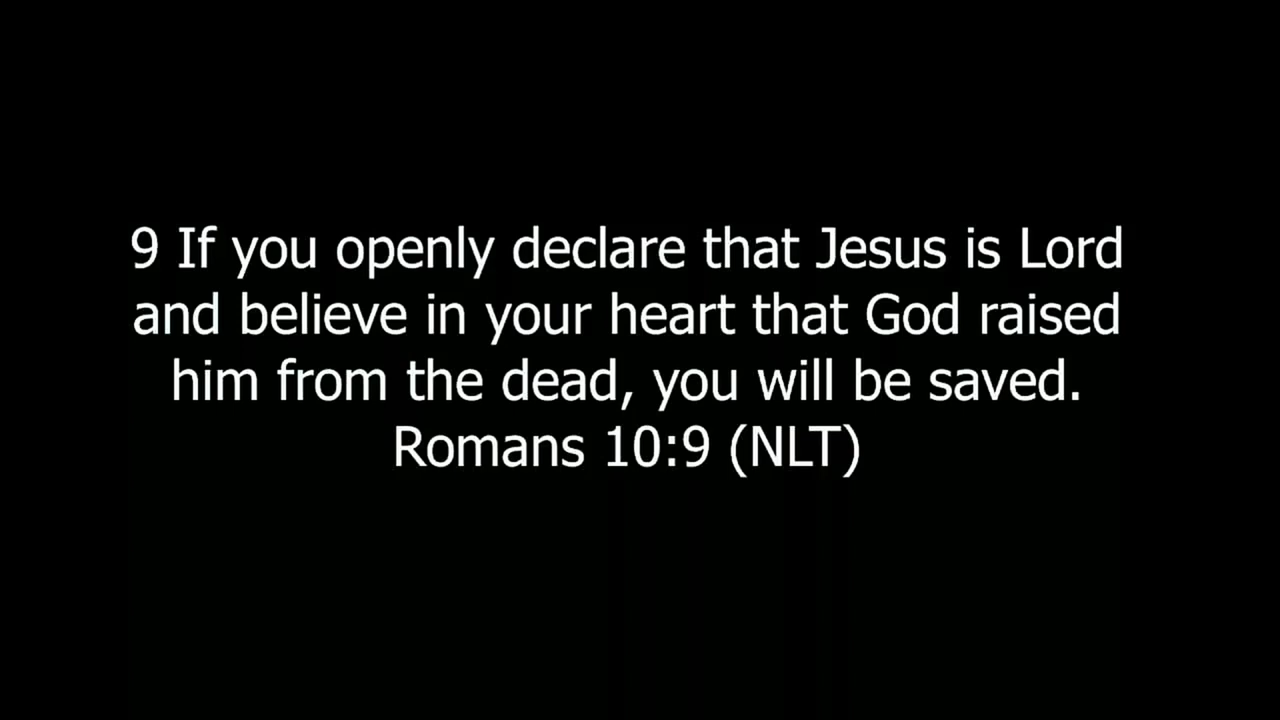 9 If you openly declare that Jesus is Lord
and believe in your heart that God raised
him from the dead, you will be saved.
Romans 10:9 (NLT)